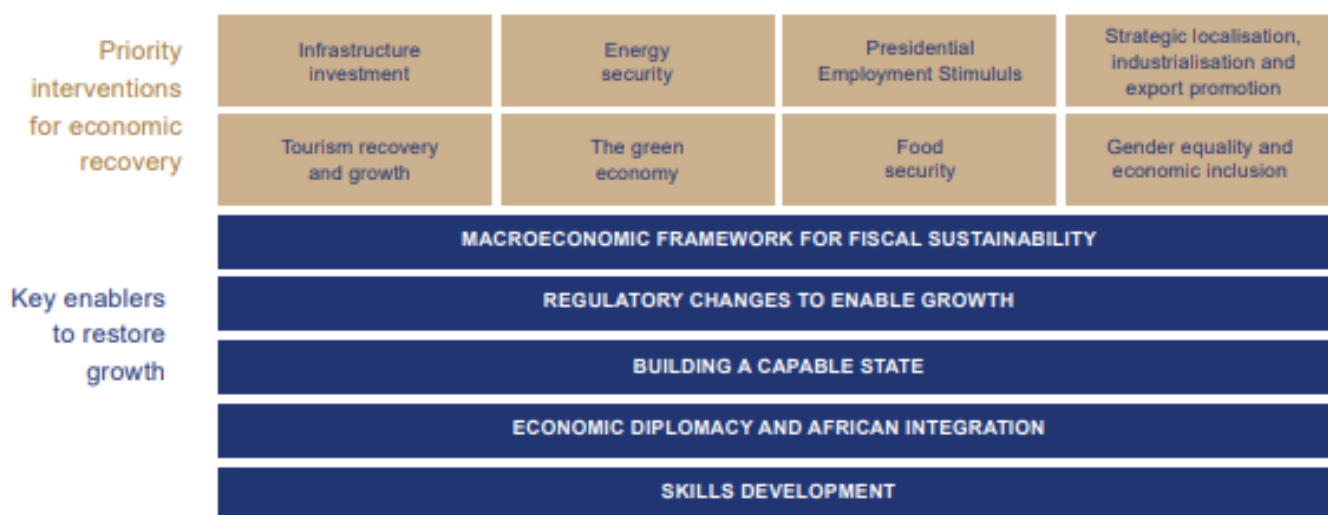 Priority
interventions
for economic
recovery
Infrastructure
investment
Energy
security
Presidential
Employment Stimululs
Strategic localisation,
industrialisation and
export promotion
Tourism recovery
and growth
The green
economy
Food
security
Gender equality and
economic inclusion
Key enablers
to restore
growth
MACROECONOMIC FRAMEWORK FOR FISCAL SUSTAINABILITY
REGULATORY CHANGES TO ENABLE GROWTH
BUILDING A CAPABLE STATE
ECONOMIC DIPLOMACY AND AFRICAN INTEGRATION
SKILLS DEVELOPMENT